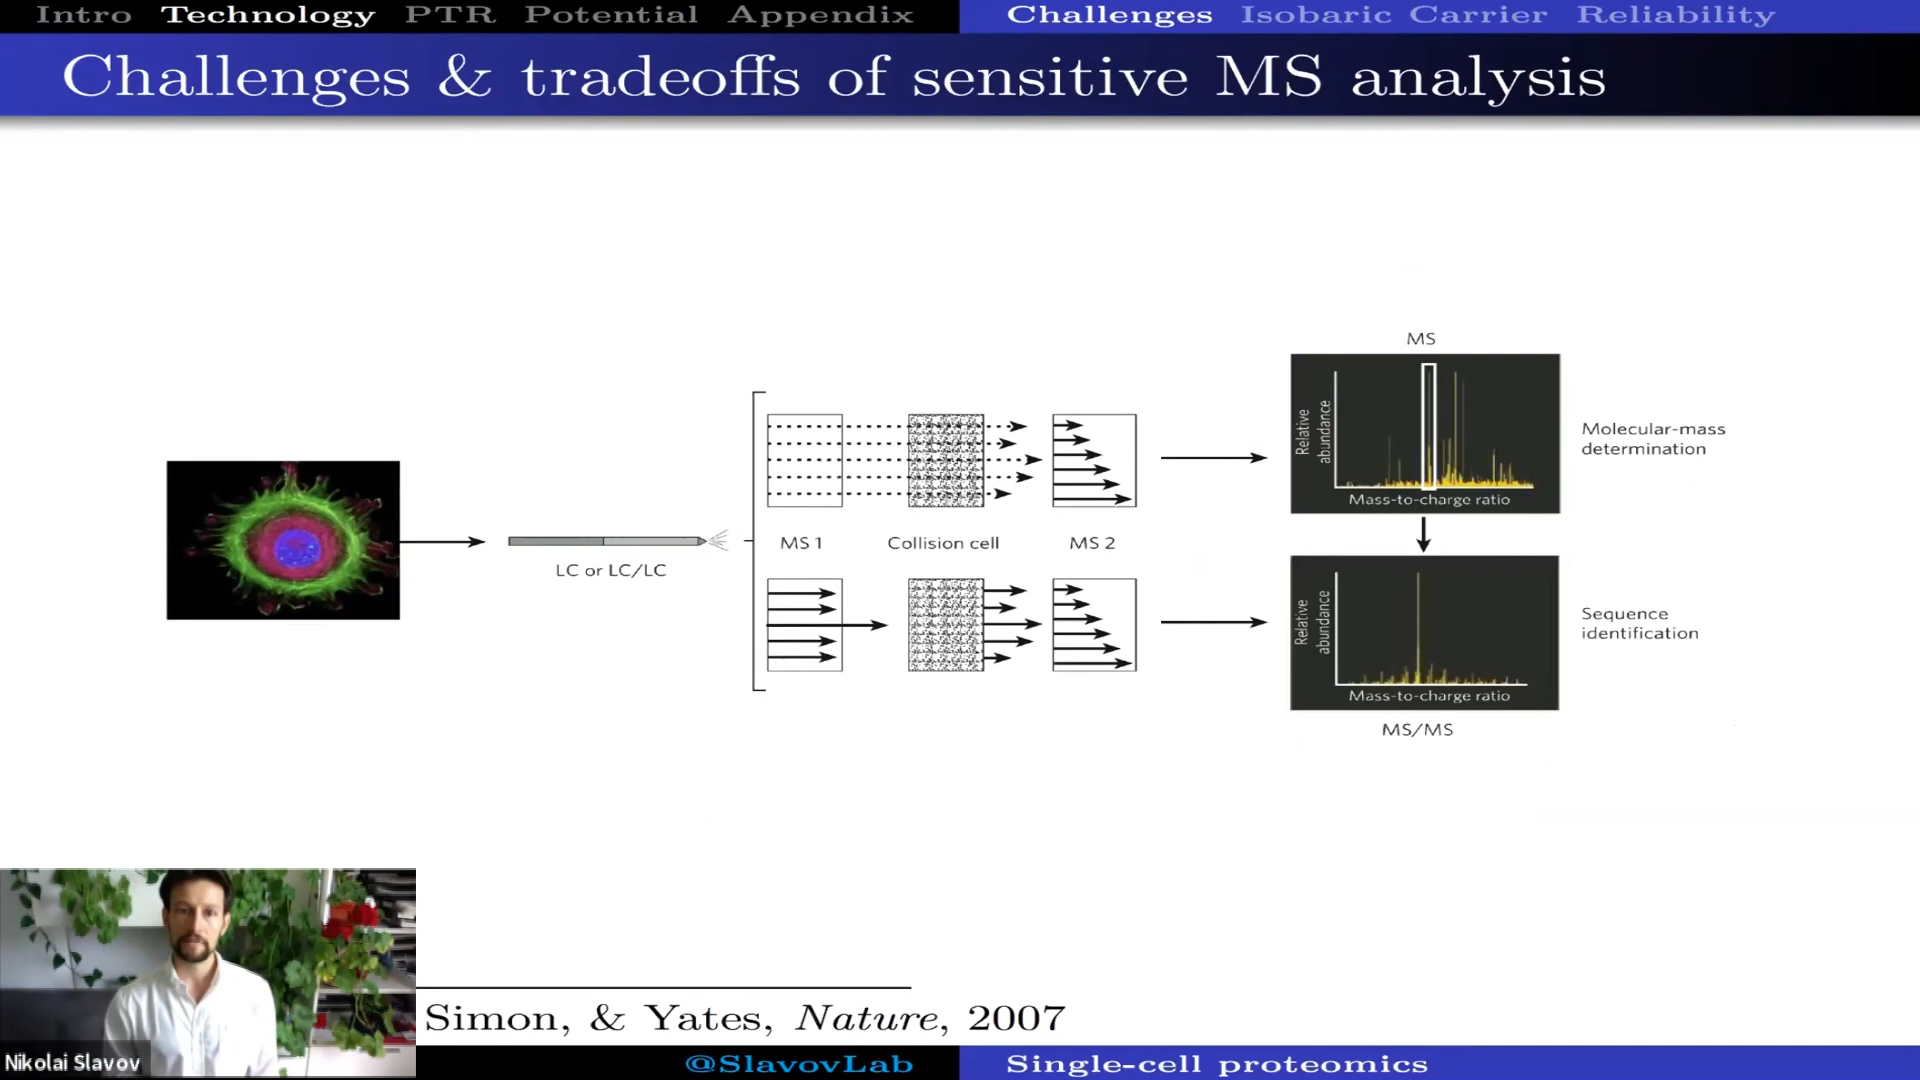 Intro Technology PTR Potential Appendix
Challenges Isobaric Carrier Reliability
Challenges & tradeoffs of sensitive MS analysis
LC or LC/LC
MS 1
Collision cell
MS 2
MS
Relative abundance
Mass-to-charge ratio
Molecular-mass
determination
Relative abundance
Mass-to-charge ratio
Sequence
identification
MS/MS
Simon, & Yates, Nature, 2007
Nikolai Slavov
@SlavovLab
Single-cell proteomics